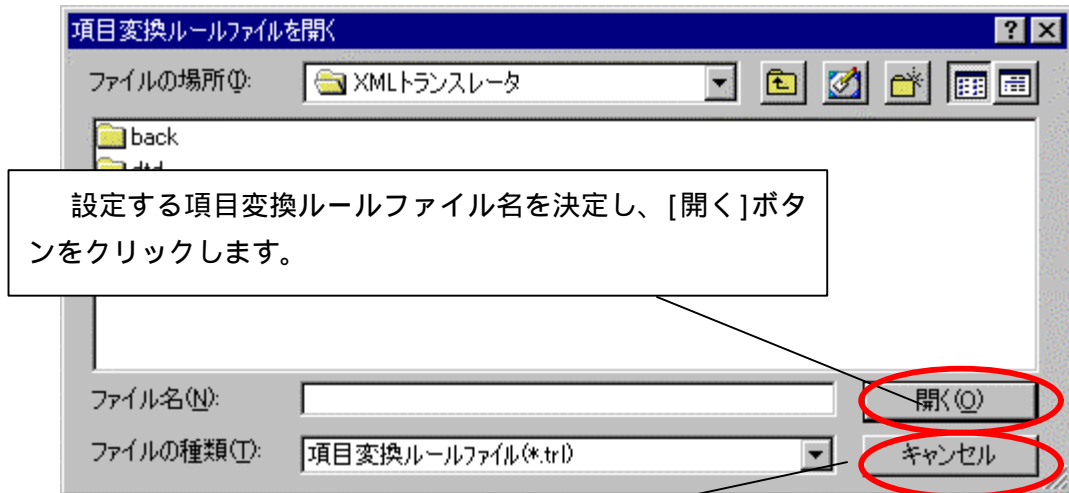 項目変換ルールファイルを開く
ファイルの場所(I):
XMLトランスレータ
back
設定する項目変換ルールファイル名を決定し、[開く]ボタ
ンをクリックします。
ファイル名(N):
開く(O)
ファイルの種類(T):
項目変換ルールファイル(*.trl)
キャンセル